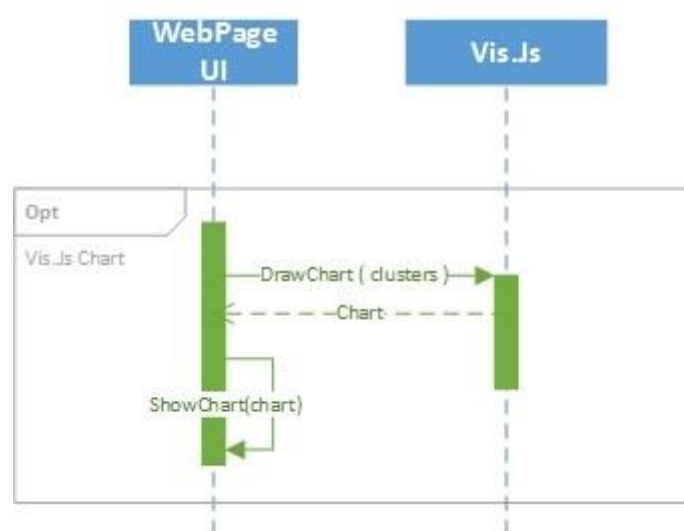 WebPage
UI
Vis.Js
Opt
Vis.Js Chart
DrawChart ( clusters )
Chart
ShowChart(chart)